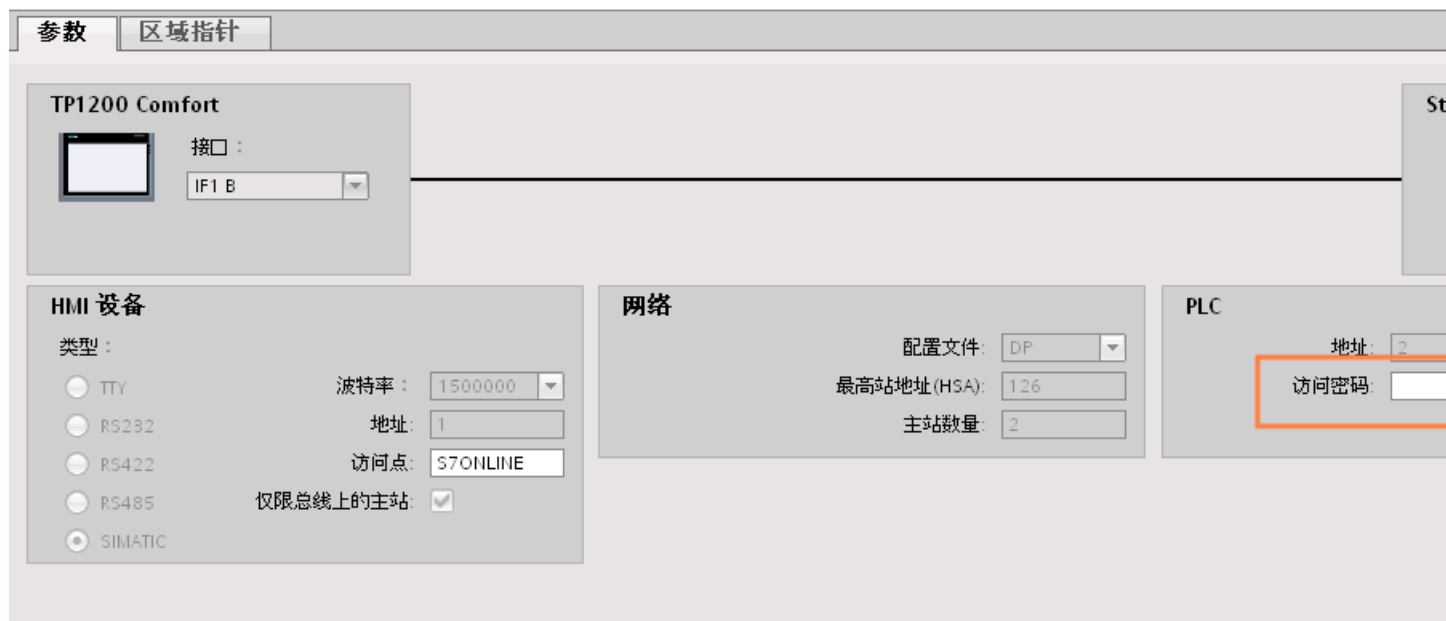 参数 区域指针
TP1200 Comfort
接口：
IF1 B
St
HMI 设备
类型：
TTY
RS232
RS422
RS485
SIMATIC
波特率： 1500000
地址: 1
访问点: S7ONLINE
仅限总线上的主站:
网络
配置文件: DP
最高站地址(HSA): 126
主站数量: 2
PLC
地址: 2
访问密码: